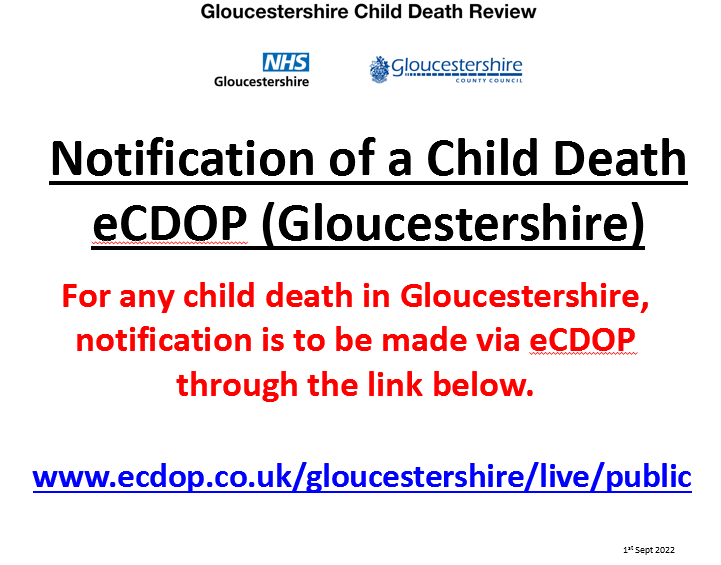 Gloucestershire Child Death Review
NHS
Gloucestershire
Gloucestershire
COUNTY COUNCIL
Notification of a Child Death
eCDOP (Gloucestershire)
For any child death in Gloucestershire,
notification is to be made via eCDOP
through the link below.
www.ecdop.co.uk/gloucestershire/live/public
1st Sept 2022